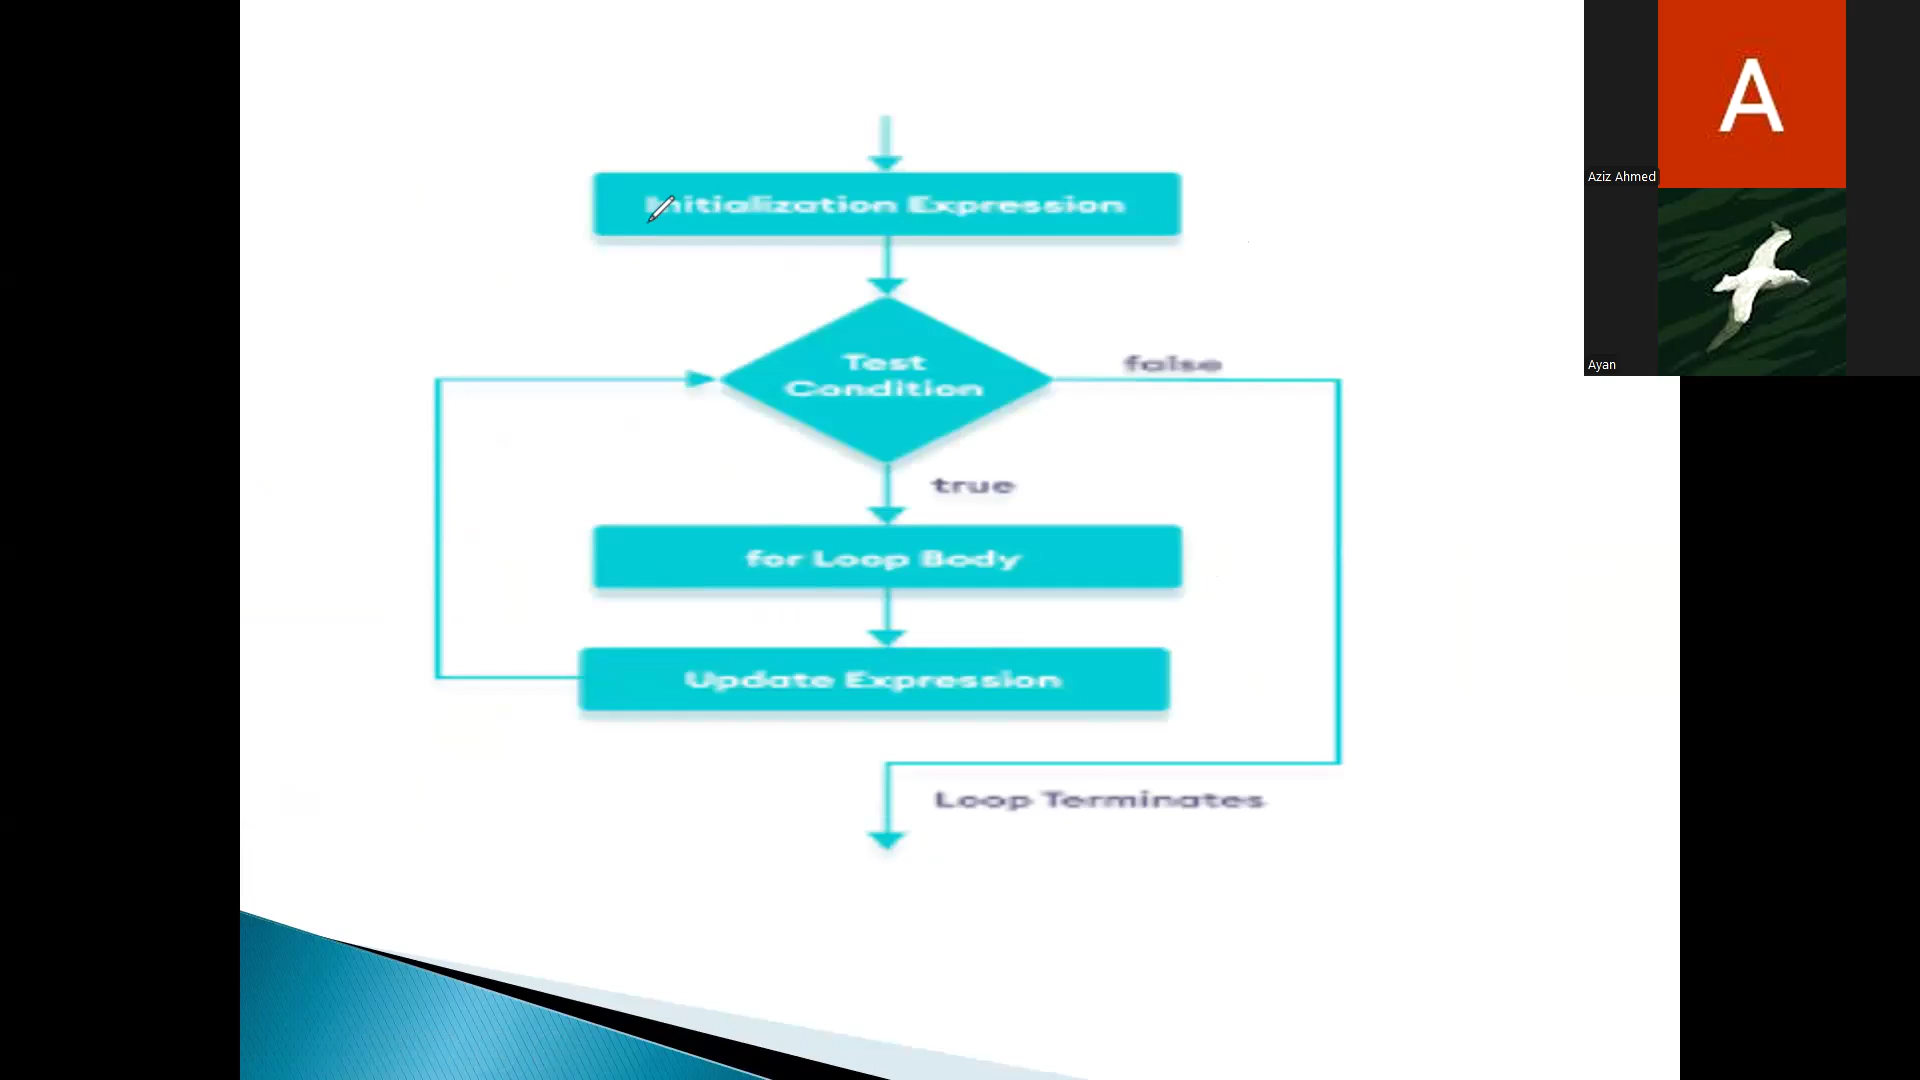 Initialization Expression
Test
Condition
false
true
for Loop Body
Update Expression
Loop Terminates
A
Aziz Ahmed
Ayan